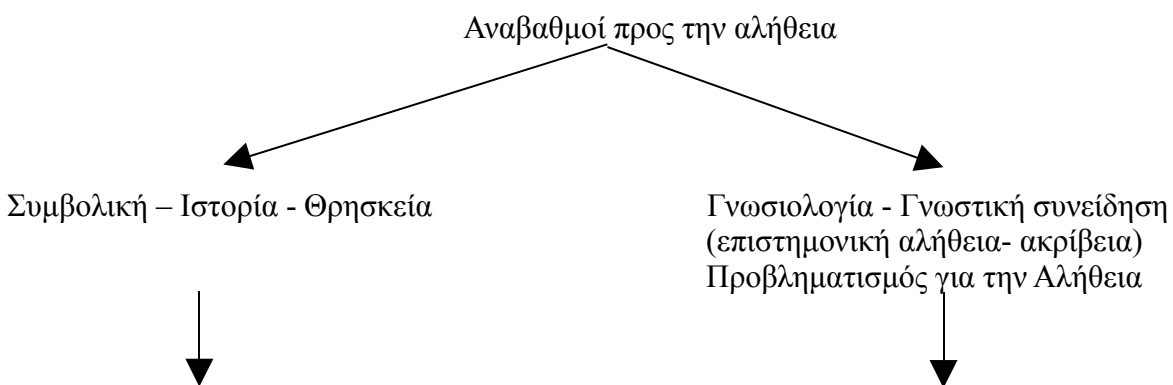 Αναβαθμοί προς την αλήθεια
Συμβολική – Ιστορία - Θρησκεία
Γνωσιολογία - Γνωστική συνείδηση
(επιστημονική αλήθεια- ακρίβεια)
Προβληματισμός για την Αλήθεια